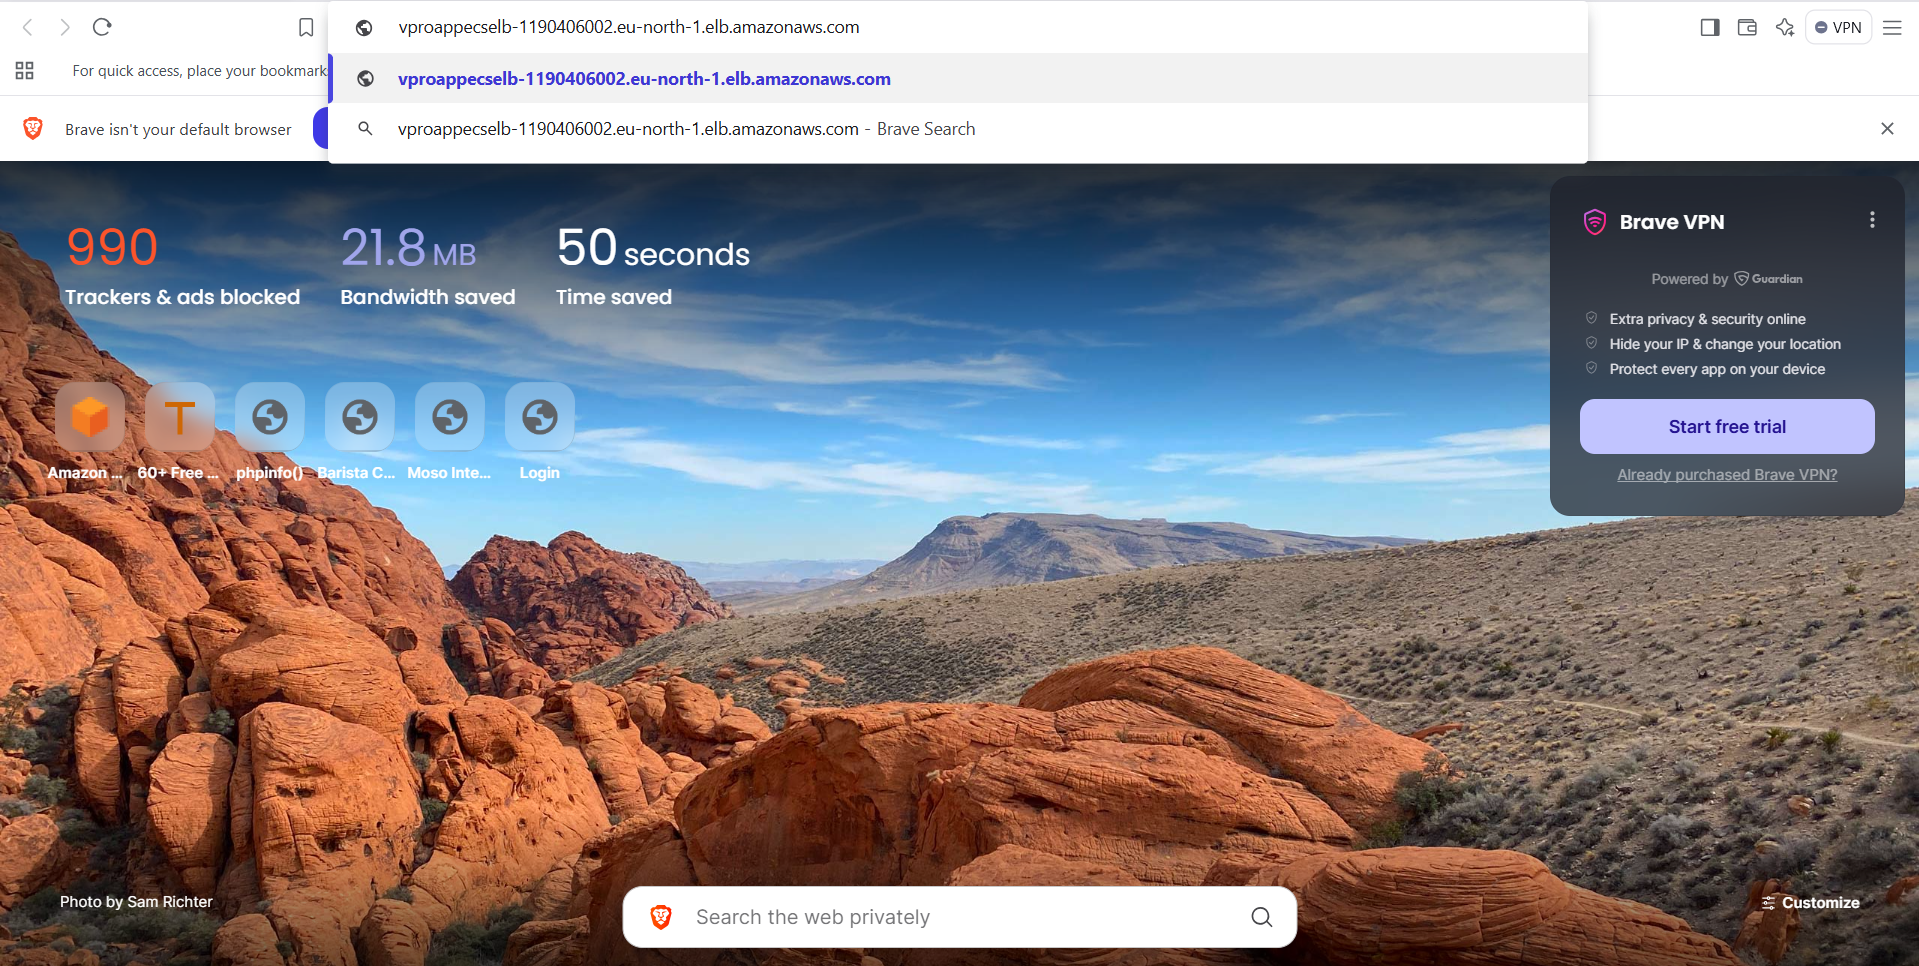 vproappecselb-1190406002.eu-north-1.elb.amazonaws.com
VPN
For quick access, place your bookmark
vproappecselb-1190406002.eu-north-1.elb.amazonaws.com
Brave isn't your default browser
vproappecselb-1190406002.eu-north-1.elb.amazonaws.com - Brave Search
990
Trackers & ads blocked
21.8 MB
Bandwidth saved
50 seconds
Time saved
Brave VPN
Powered by Guardian
Extra privacy & security online
Hide your IP & change your location
Protect every app on your device
Start free trial
Already purchased Brave VPN?
Amazon ...
T
60+ Free ...
phpinfo()
Barista C...
Moso Inte...
Login
Photo by Sam Richter
Search the web privately
Customize